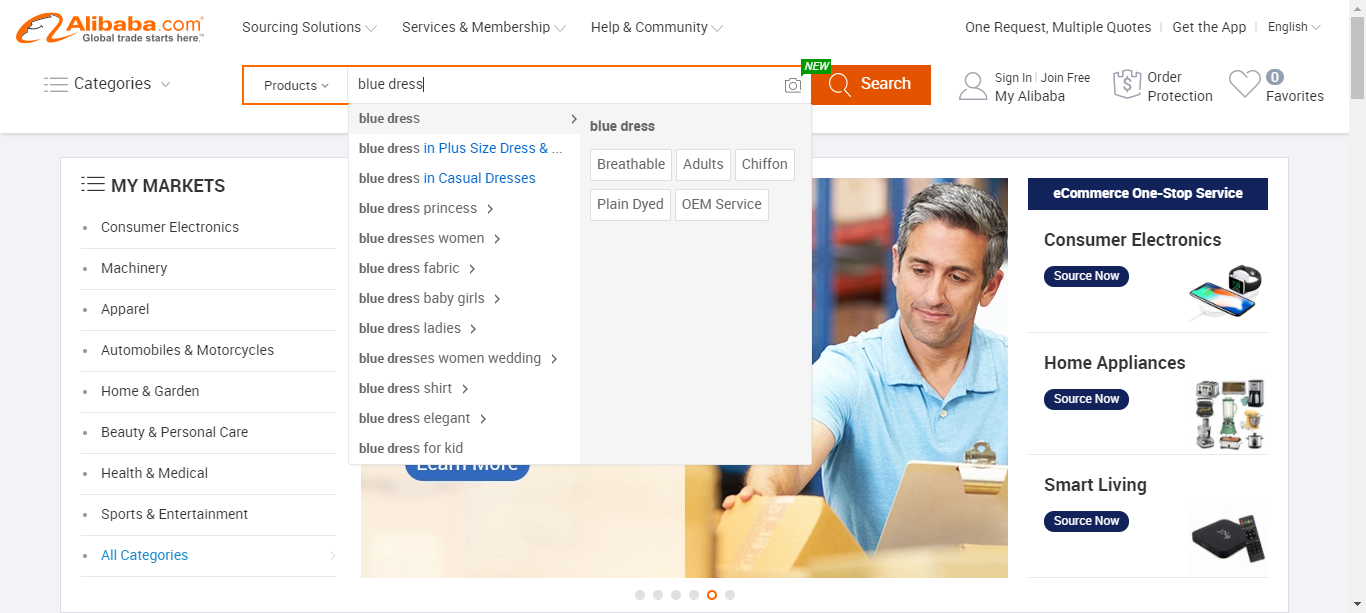 Alibaba.com
Global trade starts here.™
Sourcing Solutions
Services & Membership
Help & Community
One Request, Multiple Quotes
Get the App
English
Categories
Products
blue dress
NEW
Search
Sign In | Join Free
My Alibaba
Order
Protection
0
Favorites
blue dress
blue dress in Plus Size Dress & ...
blue dress in Casual Dresses
blue dress princess
blue dresses women
blue dress fabric
blue dress baby girls
blue dress ladies
blue dresses women wedding
blue dress shirt
blue dress elegant
blue dress for kid
blue dress
Breathable
Adults
Chiffon
Plain Dyed
OEM Service
MY MARKETS
Consumer Electronics
Machinery
Apparel
Automobiles & Motorcycles
Home & Garden
Beauty & Personal Care
Health & Medical
Sports & Entertainment
All Categories
Learn More
eCommerce One-Stop Service
Consumer Electronics
Source Now
Home Appliances
Source Now
Smart Living
Source Now